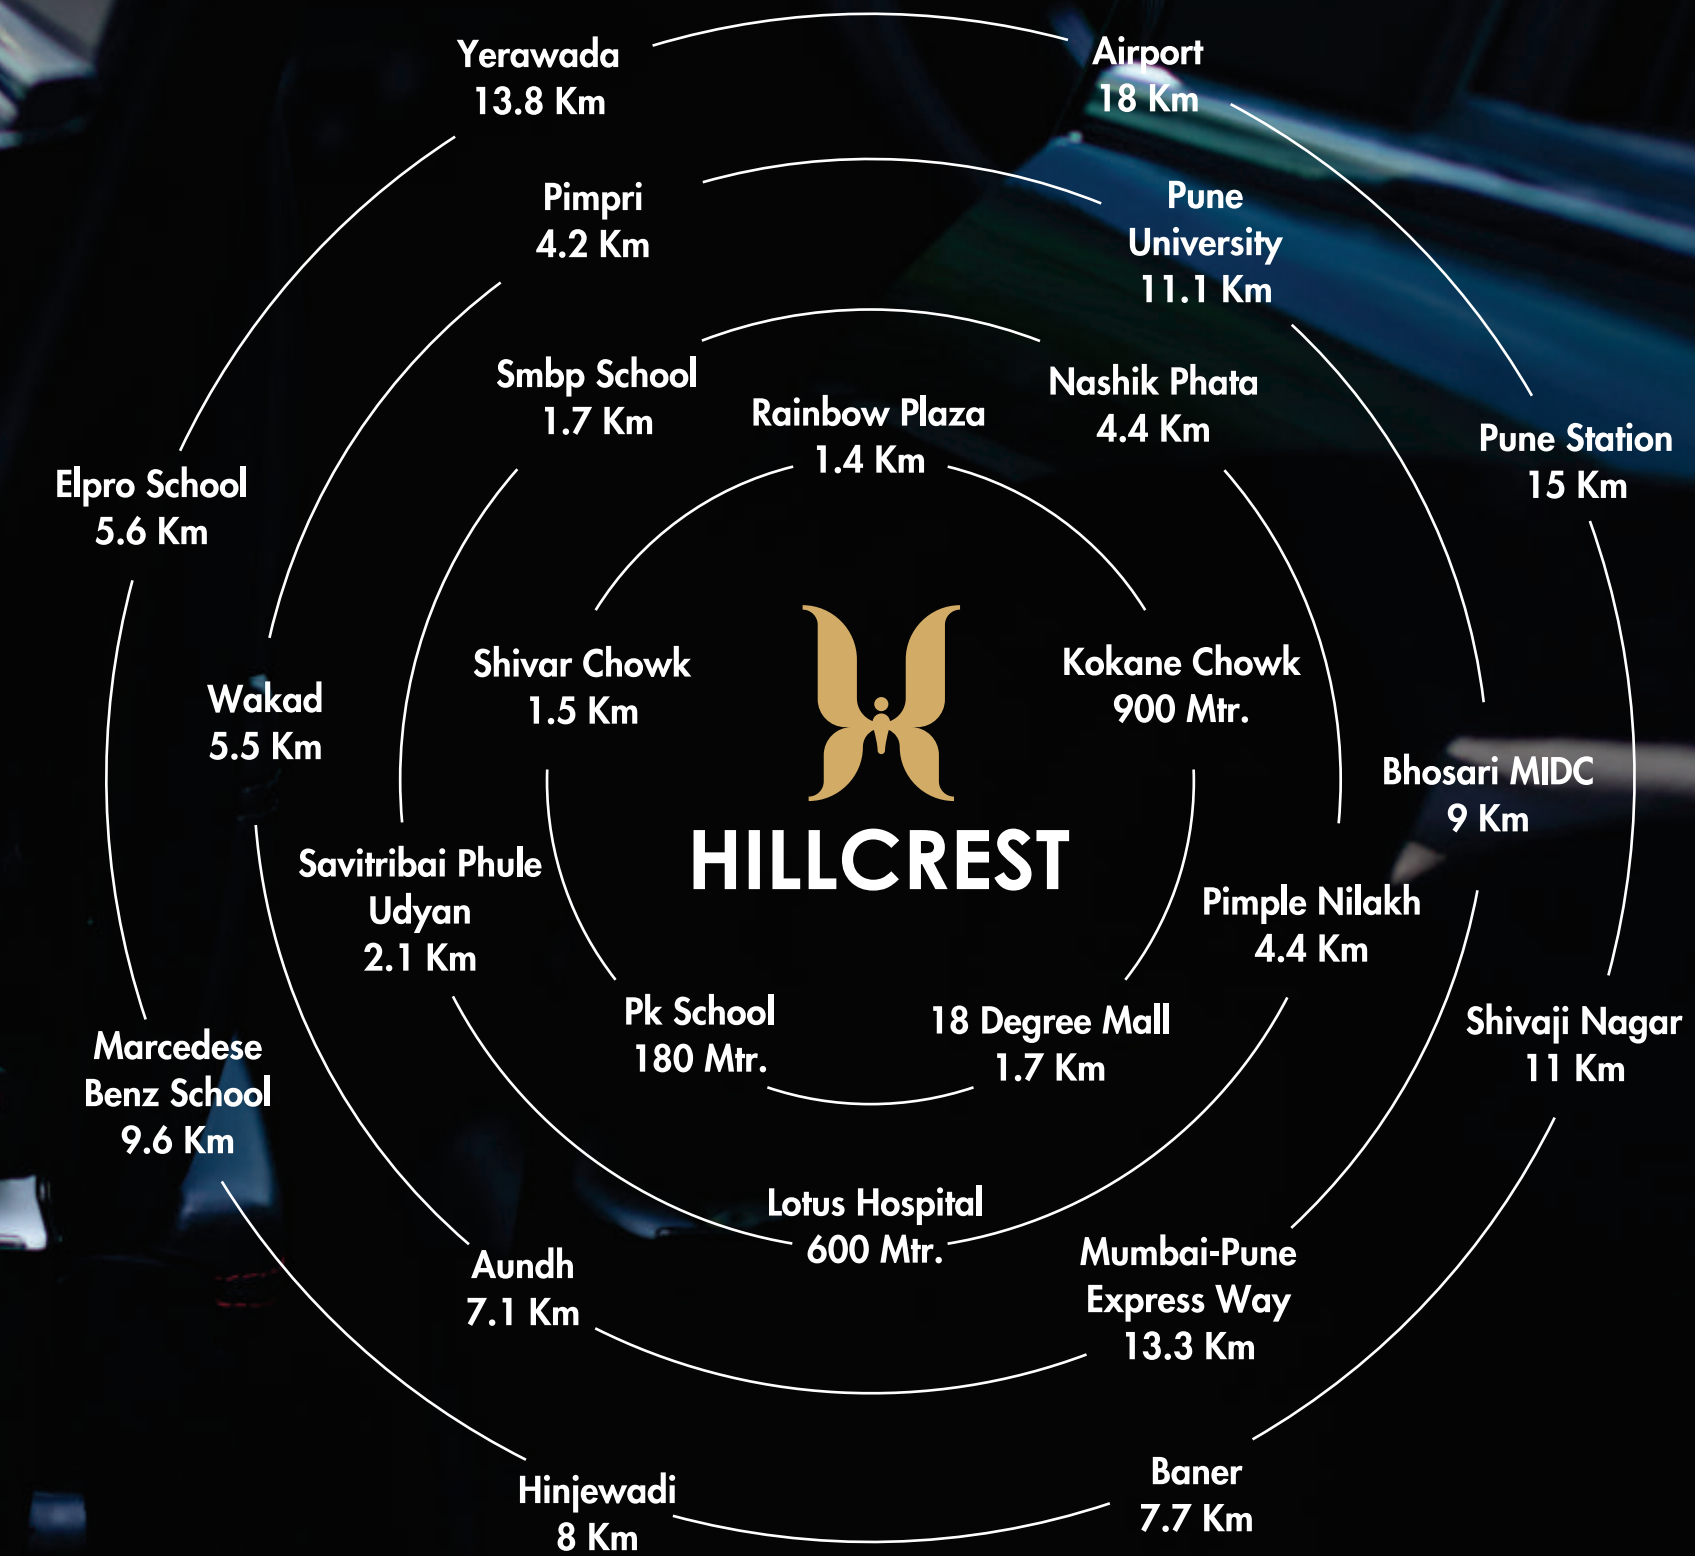 Yerawada
13.8 Km
Airport
18 Km
Pimpri
4.2 Km
Pune
University
11.1 Km
Smbp School
1.7 Km
Rainbow Plaza
1.4 Km
Nashik Phata
4.4 Km
Pune Station
15 Km
Elpro School
5.6 Km
Shivar Chowk
1.5 Km
Kokane Chowk
900 Mtr.
Wakad
5.5 Km
Bhosari MIDC
9 Km
HILLCREST
Savitribai Phule
Udyan
2.1 Km
Pimple Nilakh
4.4 Km
Pk School
180 Mtr.
18 Degree Mall
1.7 Km
Shivaji Nagar
11 Km
Marcedese
Benz School
9.6 Km
Lotus Hospital
600 Mtr.
Aundh
7.1 Km
Mumbai-Pune
Express Way
13.3 Km
Hinjewadi
8 Km
Baner
7.7 Km